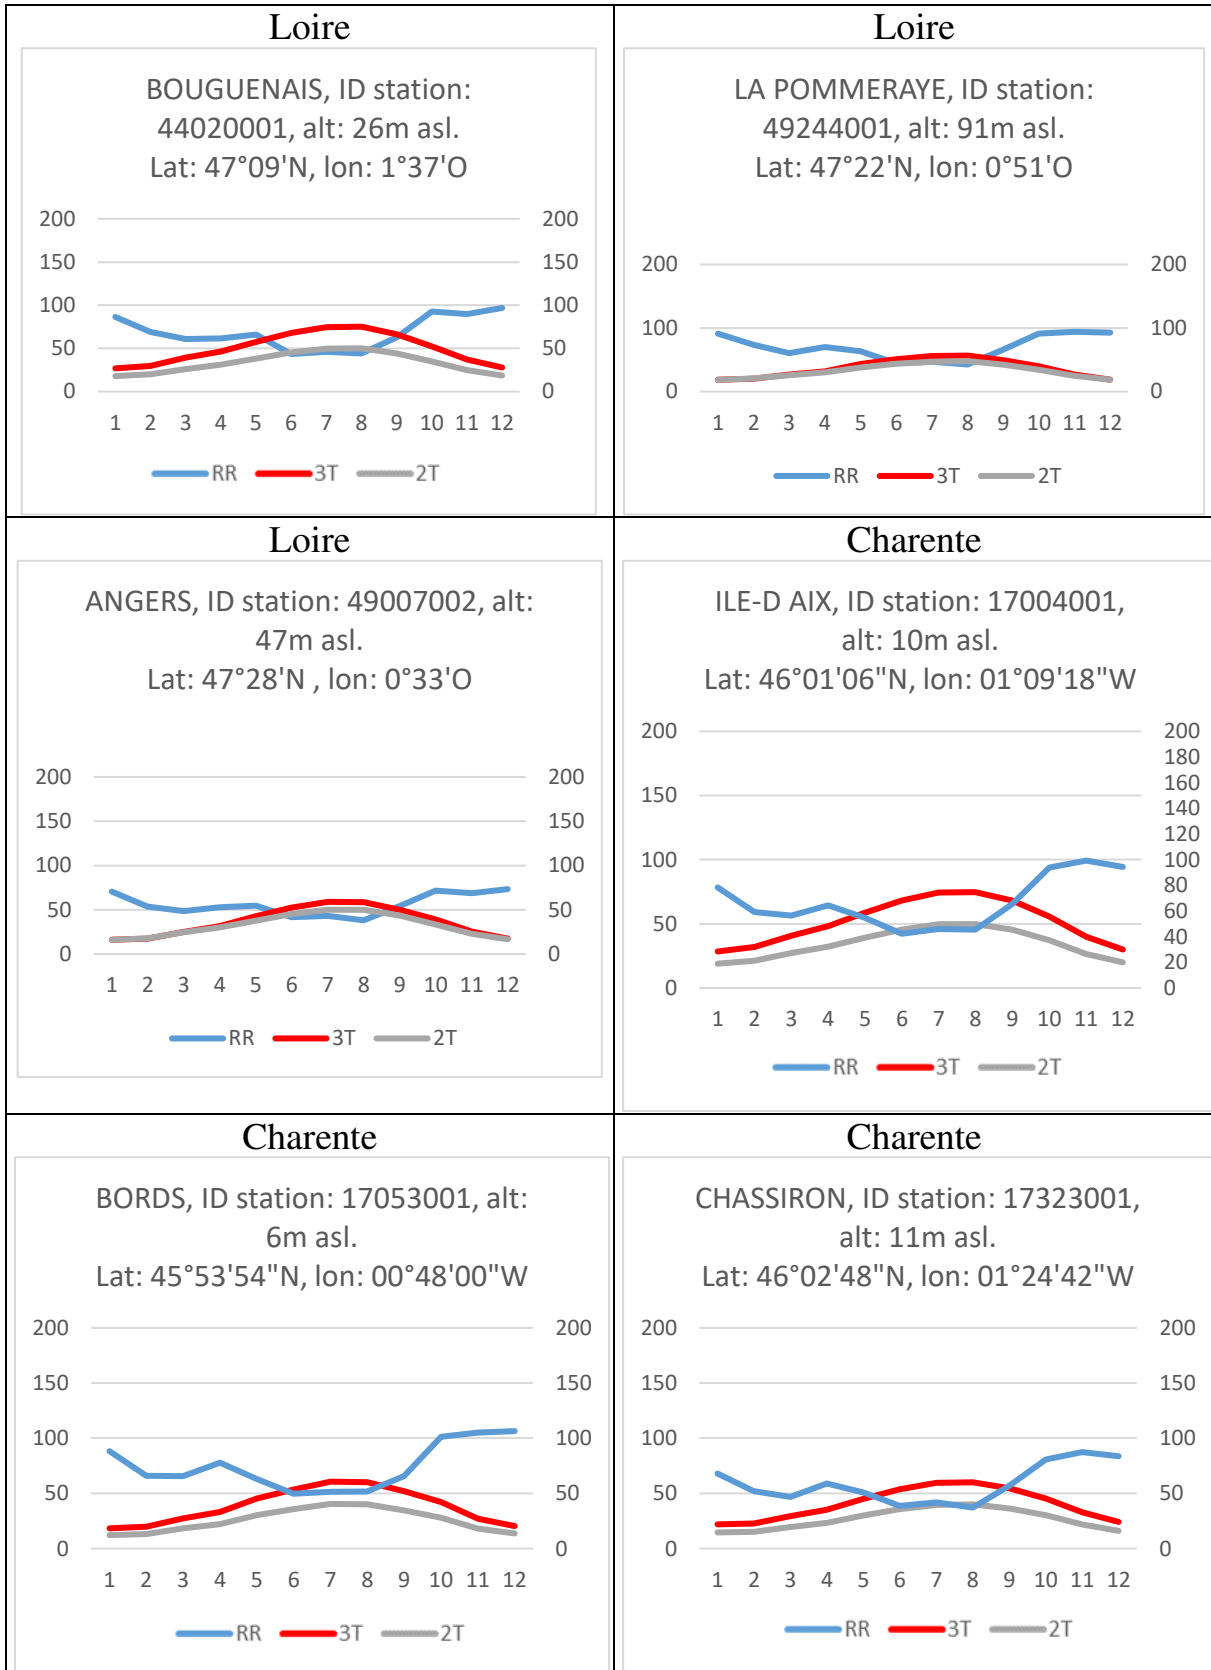 Loire
BOUGUENAIS, ID station:
44020001, alt: 26m asl.
Lat: 47°09'N, lon: 1°37'O
200 200
150 150
100 100
50 50
0 0
1 2 3 4 5 6 7 8 9 10 11 12
RR 3T 2T
Loire
LA POMMERAYE, ID station:
49244001, alt: 91m asl.
Lat: 47°22'N, lon: 0°51'O
200 200
100 100
0 0
1 2 3 4 5 6 7 8 9 10 11 12
RR 3T 2T
Loire
ANGERS, ID station: 49007002, alt:
47m asl.
Lat: 47°28'N , lon: 0°33'O
200 200
150 150
100 100
50 50
0 0
1 2 3 4 5 6 7 8 9 10 11 12
RR 3T 2T
Charente
ILE-D AIX, ID station: 17004001,
alt: 10m asl.
Lat: 46°01'06"N, lon: 01°09'18"W
200 200
180
160
150
140
120
100 100
80
60
50
40
20
0 0
1 2 3 4 5 6 7 8 9 10 11 12
RR 3T 2T
Charente
BORDS, ID station: 17053001, alt:
6m asl.
Lat: 45°53'54"N, lon: 00°48'00"W
200 200
150 150
100 100
50 50
0 0
1 2 3 4 5 6 7 8 9 10 11 12
RR 3T 2T
Charente
CHASSIRON, ID station: 17323001,
alt: 11m asl.
Lat: 46°02'48"N, lon: 01°24'42"W
200 200
150 150
100 100
50 50
0 0
1 2 3 4 5 6 7 8 9 10 11 12
RR 3T 2T